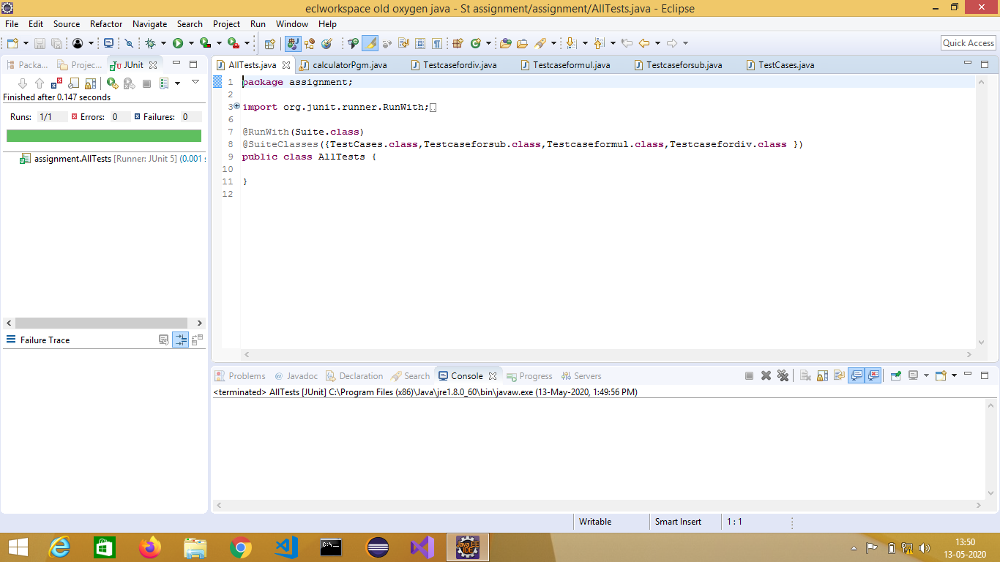 eclworkspace old oxygen java - St assignment/assignment/AllTests.java - Eclipse
File Edit Source Refactor Navigate Search Project Run Window Help
Quick Access
Packa... Projec... JUnit
AllTests.java calculatorPgm.java Testcasefordiv.java Testcaseformul.java Testcaseforsub.java TestCases.java
Finished after 0.147 seconds
Runs: 1/1 Errors: 0 Failures: 0
assignment.AllTests [Runner: JUnit 5] (0.001 s
Failure Trace
1 package assignment;
2
3 import org.junit.runner.RunWith;
6
7 @RunWith(Suite.class)
8 @SuiteClasses({TestCases.class,Testcaseforsub.class,Testcaseformul.class,Testcasefordiv.class })
9 public class AllTests {
10
11 }
12
Problems Javadoc Declaration Search Console Progress Servers
<terminated> AllTests [JUnit] C:\Program Files (x86)\Java\jre1.8.0_60\bin\javaw.exe (13-May-2020, 1:49:56 PM)
Writable Smart Insert 1 : 1
C:\_
Java EE
IDE
13:50
13-05-2020